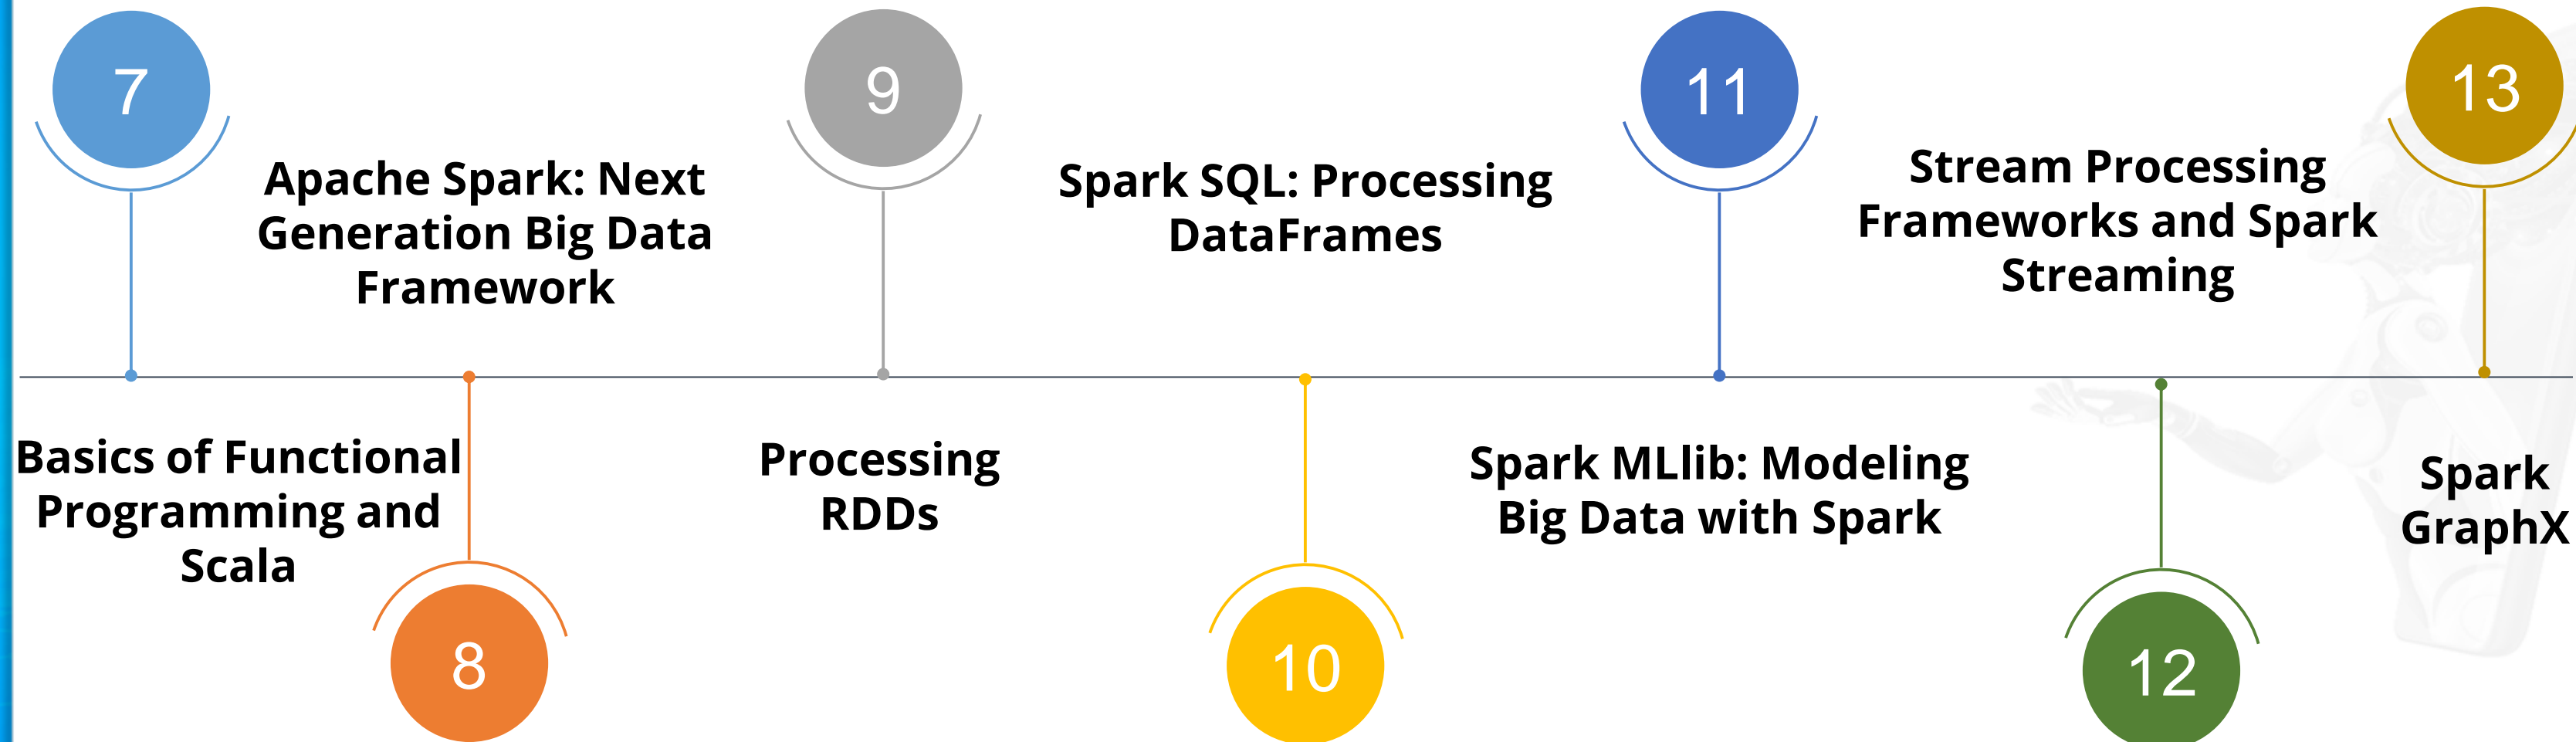 7
Basics of Functional
Programming and
Scala
8
Apache Spark: Next
Generation Big Data
Framework
9
Processing
RDDs
10
Spark SQL: Processing
DataFrames
11
Spark MLlib: Modeling
Big Data with Spark
12
Stream Processing
Frameworks and Spark
Streaming
13
Spark
GraphX